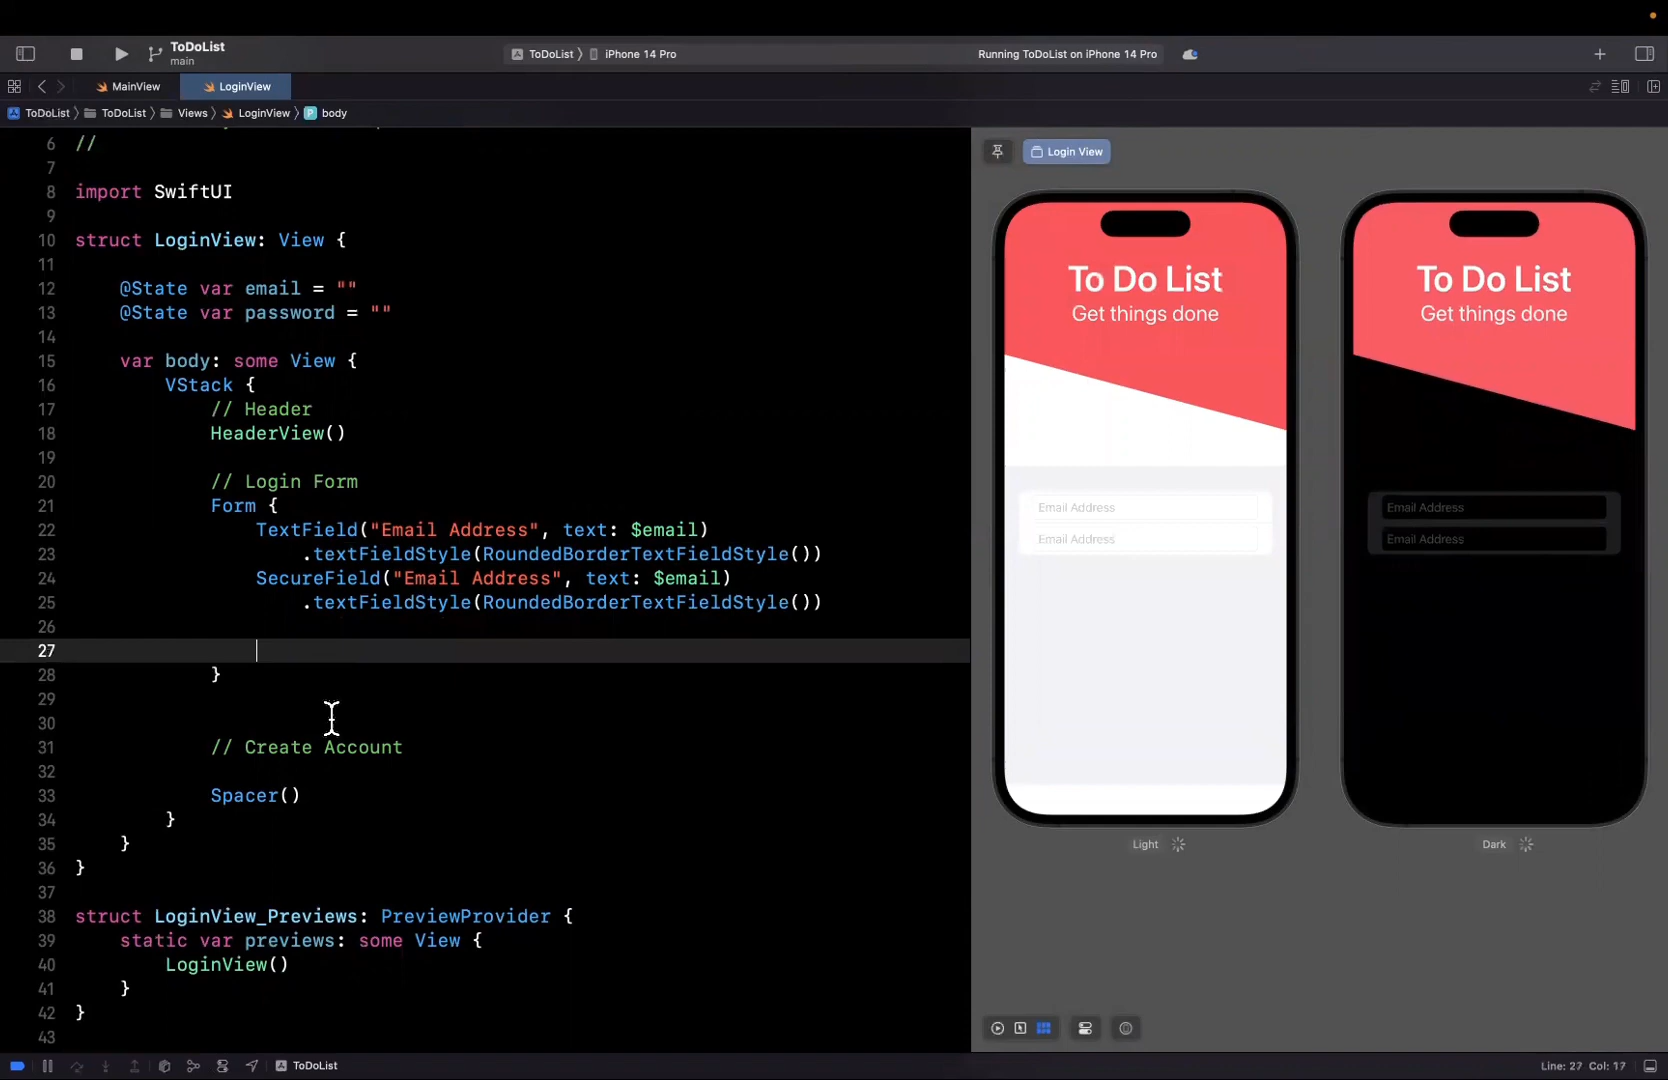 ToDoList
main
ToDoList 〉 iPhone 14 Pro
Running ToDoList on iPhone 14 Pro
MainView
LoginView
ToDoList 〉 ToDoList 〉 Views 〉 LoginView 〉 P body
6 //
7
8 import SwiftUI
9
10 struct LoginView: View {
11
12 @State var email = ""
13 @State var password = ""
14
15 var body: some View {
16 VStack {
17 // Header
18 HeaderView()
19
20 // Login Form
21 Form {
22 TextField("Email Address", text: $email)
23 .textFieldStyle(RoundedBorderTextFieldStyle())
24 SecureField("Email Address", text: $email)
25 .textFieldStyle(RoundedBorderTextFieldStyle())
26
27
28 }
29
30
31 // Create Account
32
33 Spacer()
34 }
35 }
36 }
37
38 struct LoginView_Previews: PreviewProvider {
39 static var previews: some View {
40 LoginView()
41 }
42 }
43
Login View
To Do List
Get things done
Email Address
Email Address
Light
To Do List
Get things done
Email Address
Email Address
Dark
ToDoList
Line: 27 Col: 17